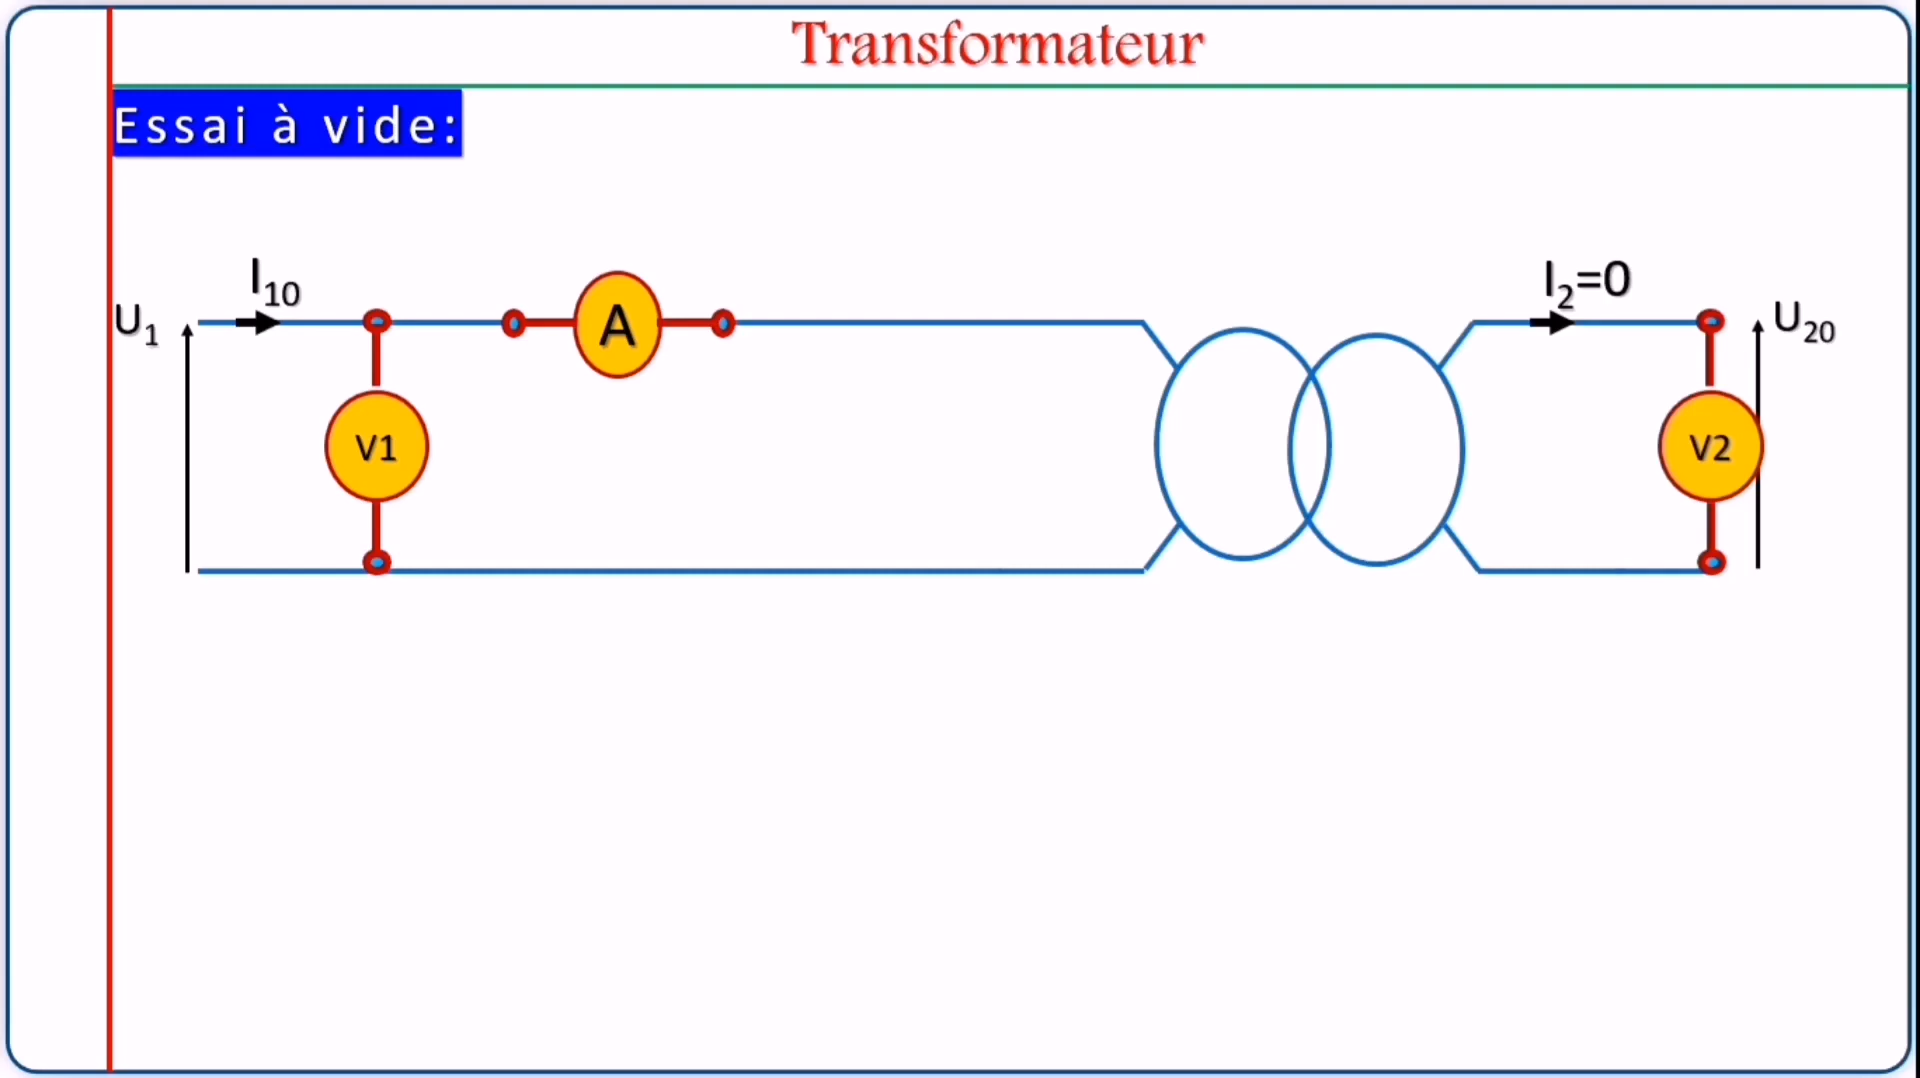 Transformateur
Essai à vide:
I10
I2=0
U1
U20
A
V1
V2